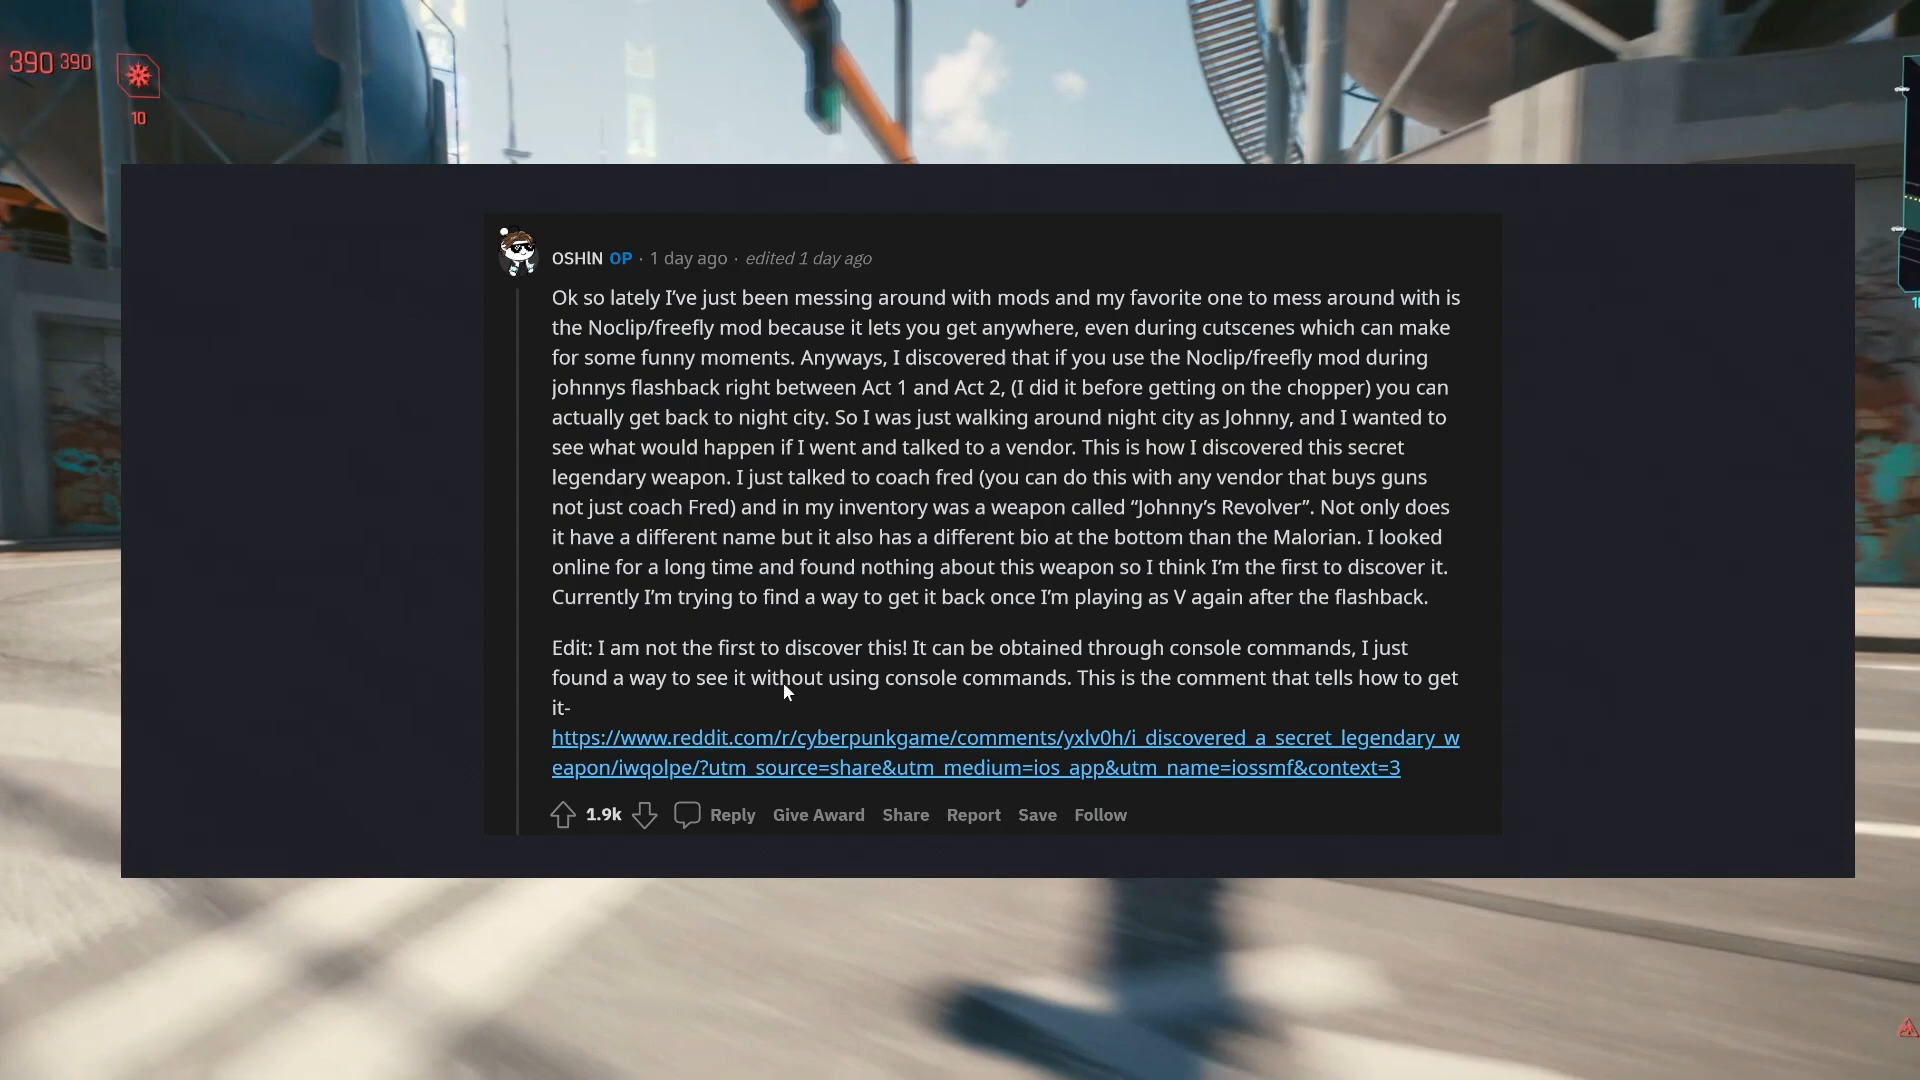 390 390
10
OSHlN OP · 1 day ago · edited 1 day ago
Ok so lately I’ve just been messing around with mods and my favorite one to mess around with is
the Noclip/freefly mod because it lets you get anywhere, even during cutscenes which can make
for some funny moments. Anyways, I discovered that if you use the Noclip/freefly mod during
johnnys flashback right between Act 1 and Act 2, (I did it before getting on the chopper) you can
actually get back to night city. So I was just walking around night city as Johnny, and I wanted to
see what would happen if I went and talked to a vendor. This is how I discovered this secret
legendary weapon. I just talked to coach fred (you can do this with any vendor that buys guns
not just coach Fred) and in my inventory was a weapon called “Johnny’s Revolver”. Not only does
it have a different name but it also has a different bio at the bottom than the Malorian. I looked
online for a long time and found nothing about this weapon so I think I’m the first to discover it.
Currently I’m trying to find a way to get it back once I’m playing as V again after the flashback.
Edit: I am not the first to discover this! It can be obtained through console commands, I just
found a way to see it without using console commands. This is the comment that tells how to get
it-
https://www.reddit.com/r/cyberpunkgame/comments/yxlv0h/i_discovered_a_secret_legendary_w
eapon/iwqolpe/?utm_source=share&utm_medium=ios_app&utm_name=iossmf&context=3
1.9k Reply Give Award Share Report Save Follow